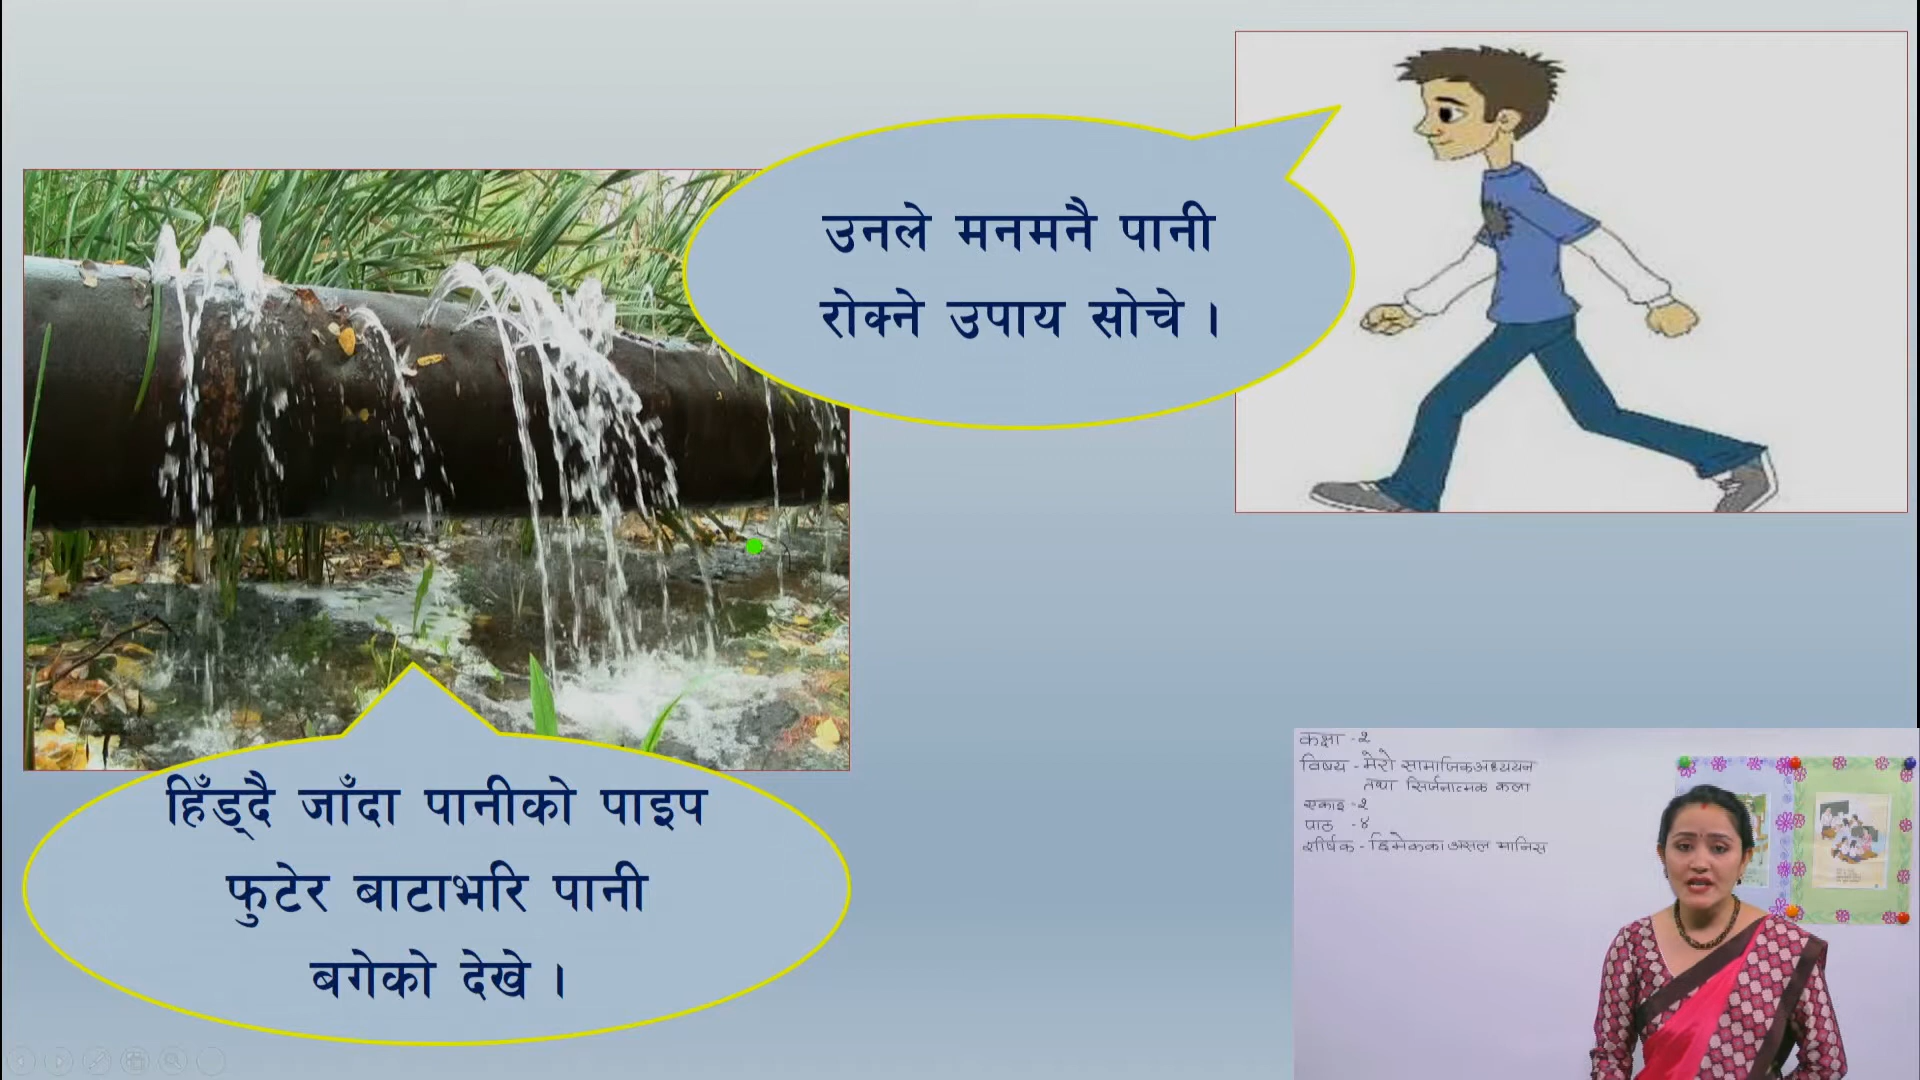 उनले मनमनै पानी
रोक्ने उपाय सोचे ।
हिँड्दै जाँदा पानीको पाइप
फुटेर बाटाभरि पानी
बगेको देखे ।
कक्षा - २
विषय - मेरो सामाजिक अध्ययन
तथा सिर्जनात्मक कला
एकाइ - २
पाठ - ४
शीर्षक - छिमेकका असल मानिस